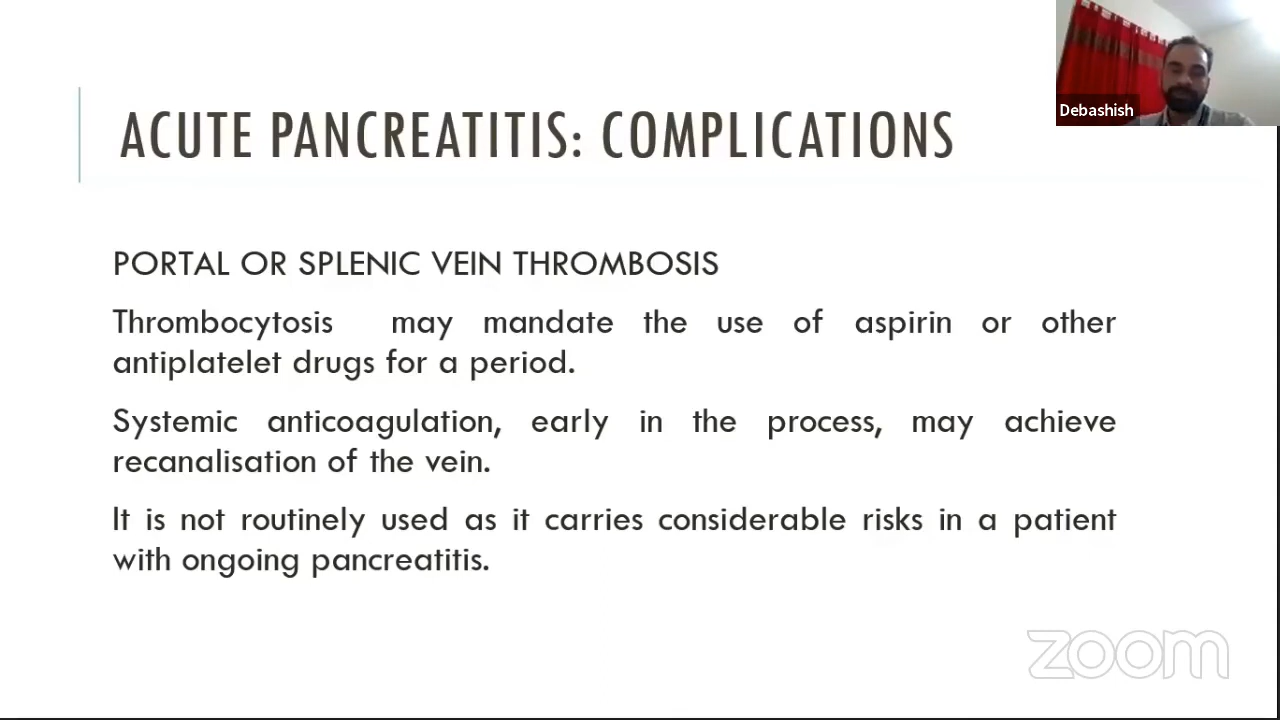 Debashish
ACUTE PANCREATITIS: COMPLICATIONS
PORTAL OR SPLENIC VEIN THROMBOSIS
Thrombocytosis may mandate the use of aspirin or other
antiplatelet drugs for a period.
Systemic anticoagulation, early in the process, may achieve
recanalisation of the vein.
It is not routinely used as it carries considerable risks in a patient
with ongoing pancreatitis.
zoom